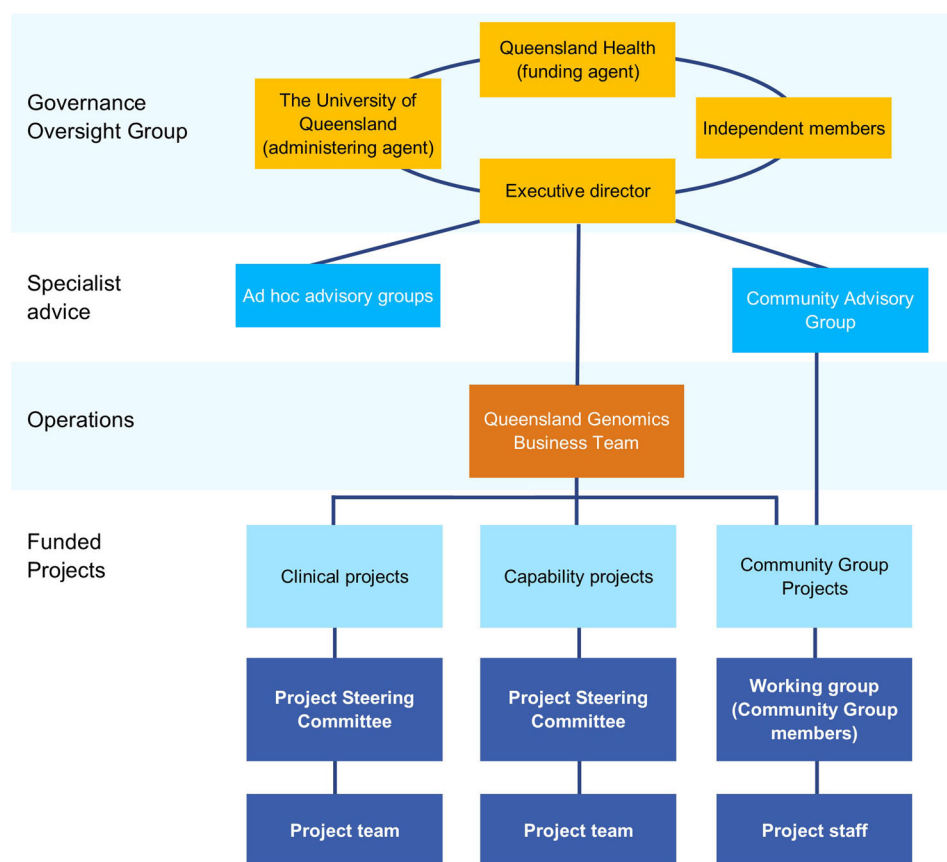 Governance
Oversight Group
Queensland Health
(funding agent)
The University of
Queensland
(administering agent)
Independent members
Executive director
Specialist
advice
Ad hoc advisory groups
Community Advisory
Group
Operations
Queensland Genomics
Business Team
Funded
Projects
Clinical projects
Capability projects
Community Group
Projects
Project Steering
Committee
Project Steering
Committee
Working group
(Community Group
members)
Project team
Project team
Project staff